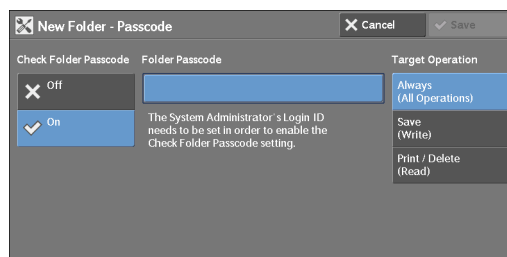 New Folder - Passcode
Cancel
Save
Check Folder Passcode
Folder Passcode
Target Operation
Off
On
The System Administrator's Login ID
needs to be set in order to enable the
Check Folder Passcode setting.
Always
(All Operations)
Save
(Write)
Print / Delete
(Read)